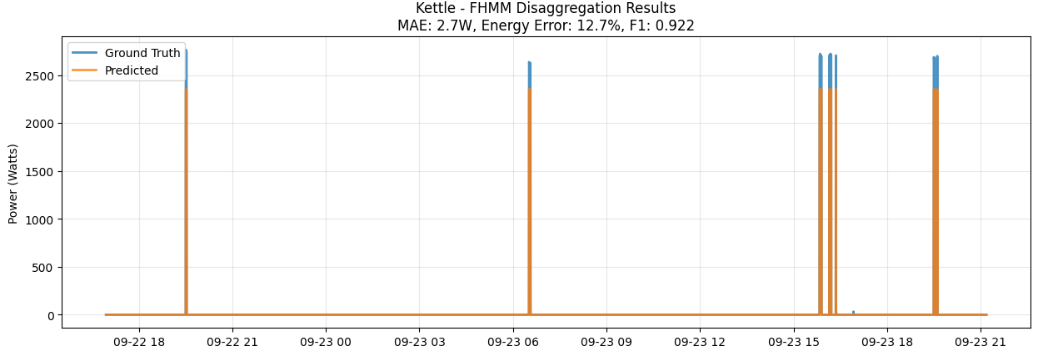 Kettle - FHMM Disaggregation Results
MAE: 2.7W, Energy Error: 12.7%, F1: 0.922
Ground Truth
Predicted
Power (Watts)
2500
2000
1500
1000
500
0
09-22 18 09-22 21 09-23 00 09-23 03 09-23 06 09-23 09 09-23 12 09-23 15 09-23 18 09-23 21